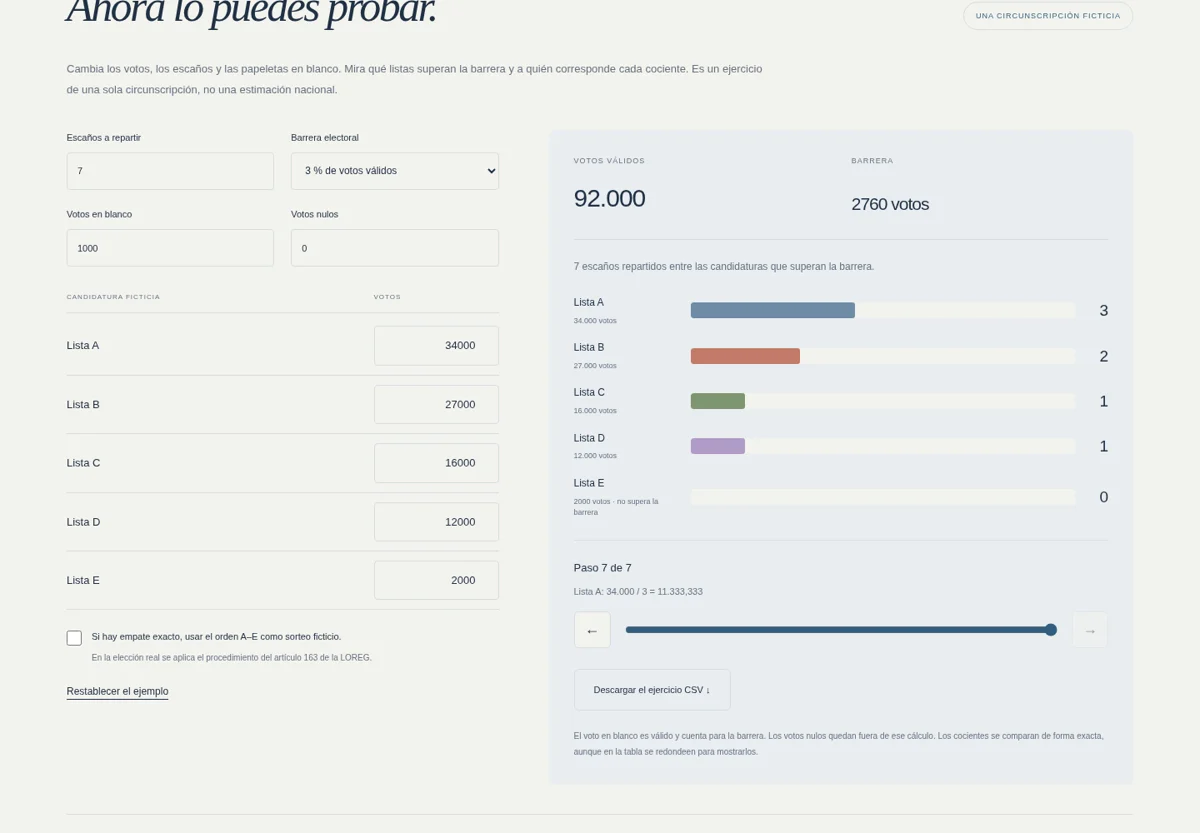 Ahora lo puedes probar.
UNA CIRCUNSCRIPCIÓN FICTICIA
Cambia los votos, los escaños y las papeletas en blanco. Mira qué listas superan la barrera y a quién corresponde cada cociente. Es un ejercicio
de una sola circunscripción, no una estimación nacional.
Escaños a repartir
7
Barrera electoral
3 % de votos válidos
Votos en blanco
1000
Votos nulos
0
CANDIDATURA FICTICIA
VOTOS
Lista A
34000
Lista B
27000
Lista C
16000
Lista D
12000
Lista E
2000
Si hay empate exacto, usar el orden A–E como sorteo ficticio.
En la elección real se aplica el procedimiento del artículo 163 de la LOREG.
Restablecer el ejemplo
VOTOS VÁLIDOS
92.000
BARRERA
2760 votos
7 escaños repartidos entre las candidaturas que superan la barrera.
Lista A
34.000 votos
3
Lista B
27.000 votos
2
Lista C
16.000 votos
1
Lista D
12.000 votos
1
Lista E
2000 votos · no supera la
barrera
0
Paso 7 de 7
Lista A: 34.000 / 3 = 11.333,333
←
→
Descargar el ejercicio CSV ↓
El voto en blanco es válido y cuenta para la barrera. Los votos nulos quedan fuera de ese cálculo. Los cocientes se comparan de forma exacta,
aunque en la tabla se redondeen para mostrarlos.